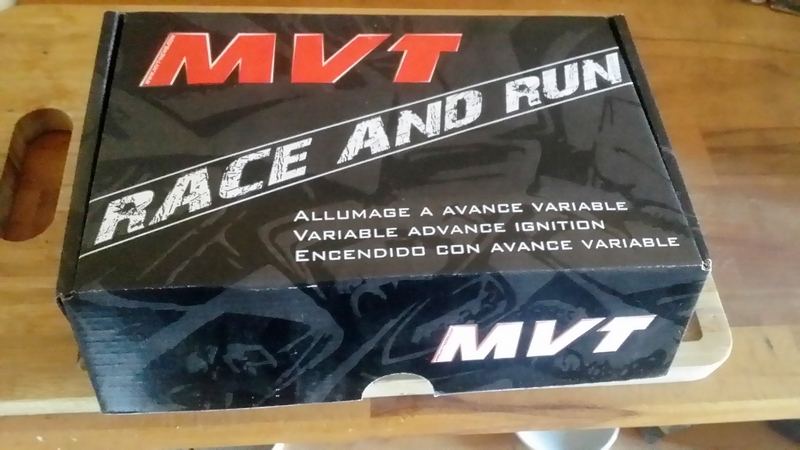 MVT
RACE AND RUN
ALLUMAGE A AVANCE VARIABLE
VARIABLE ADVANCE IGNITION
ENCENDIDO CON AVANCE VARIABLE
MVT